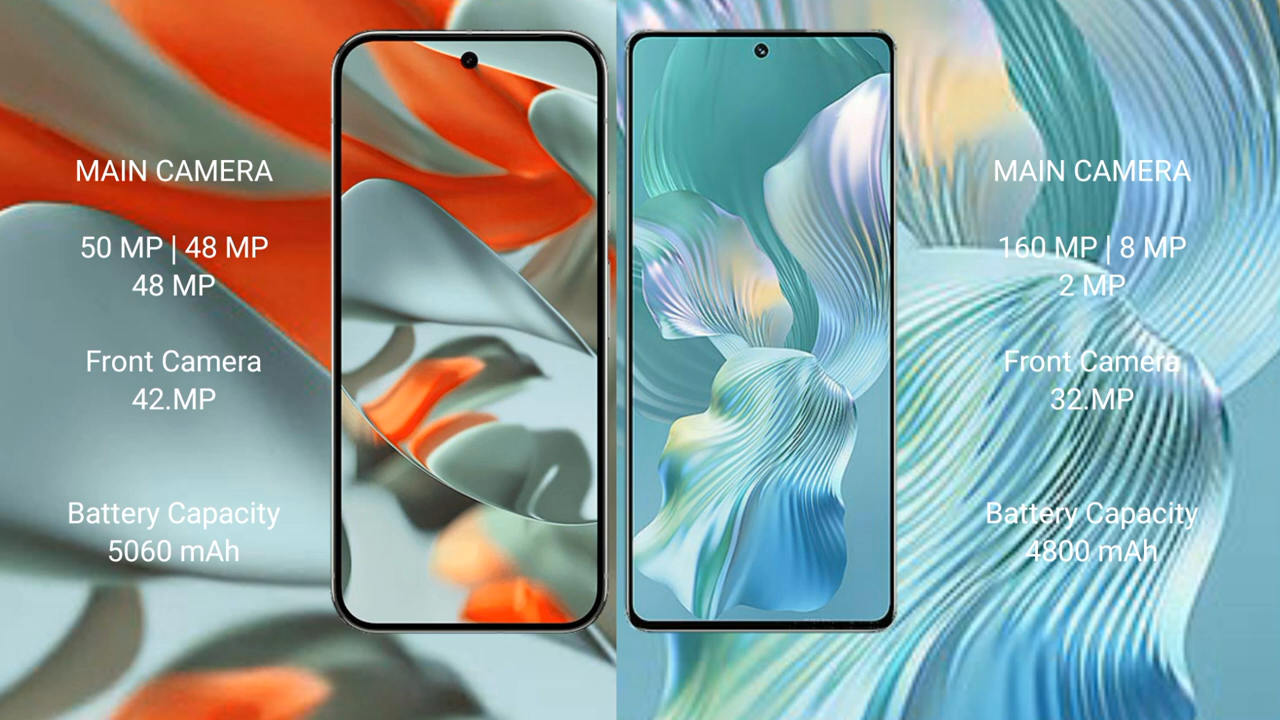 MAIN CAMERA
50 MP | 48 MP
48 MP
Front Camera
42.MP
Battery Capacity
5060 mAh
MAIN CAMERA
160 MP | 8 MP
2 MP
Front Camera
32.MP
Battery Capacity
4800 mAh